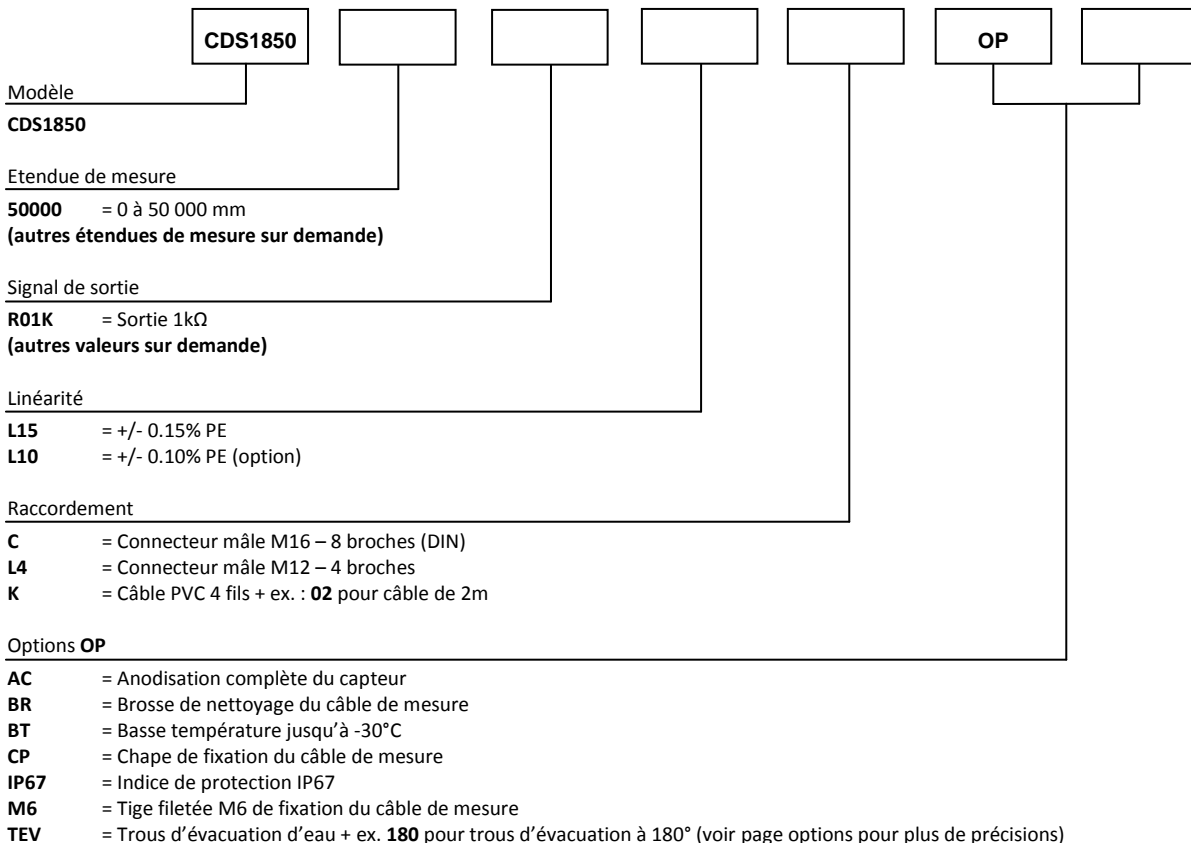 CDS1850 OP
Modèle
CDS1850
Etendue de mesure
50000 = 0 à 50 000 mm
(autres étendues de mesure sur demande)
Signal de sortie
R01K = Sortie 1kΩ
(autres valeurs sur demande)
Linéarité
L15 = +/- 0.15% PE
L10 = +/- 0.10% PE (option)
Raccordement
C = Connecteur mâle M16 – 8 broches (DIN)
L4 = Connecteur mâle M12 – 4 broches
K = Câble PVC 4 fils + ex. : 02 pour câble de 2m
Options OP
AC = Anodisation complète du capteur
BR = Brosse de nettoyage du câble de mesure
BT = Basse température jusqu’à -30°C
CP = Chape de fixation du câble de mesure
IP67 = Indice de protection IP67
M6 = Tige filetée M6 de fixation du câble de mesure
TEV = Trous d’évacuation d’eau + ex. 180 pour trous d’évacuation à 180° (voir page options pour plus de précisions)